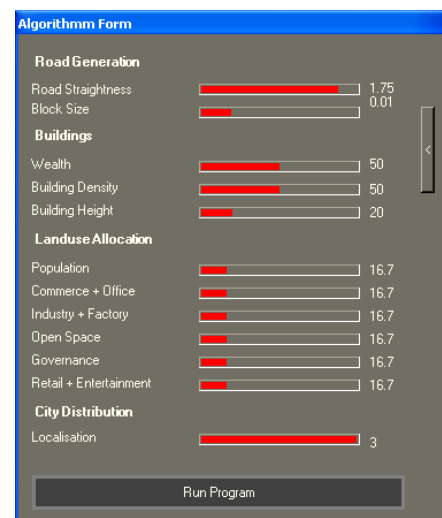 Algorithmm Form
Road Generation
Road Straightness 1.75
Block Size 0.01
Buildings
Wealth 50
Building Density 50
Building Height 20
Landuse Allocation
Population 16.7
Commerce + Office 16.7
Industry + Factory 16.7
Open Space 16.7
Governance 16.7
Retail + Entertainment 16.7
City Distribution
Localisation 3
<
Run Program